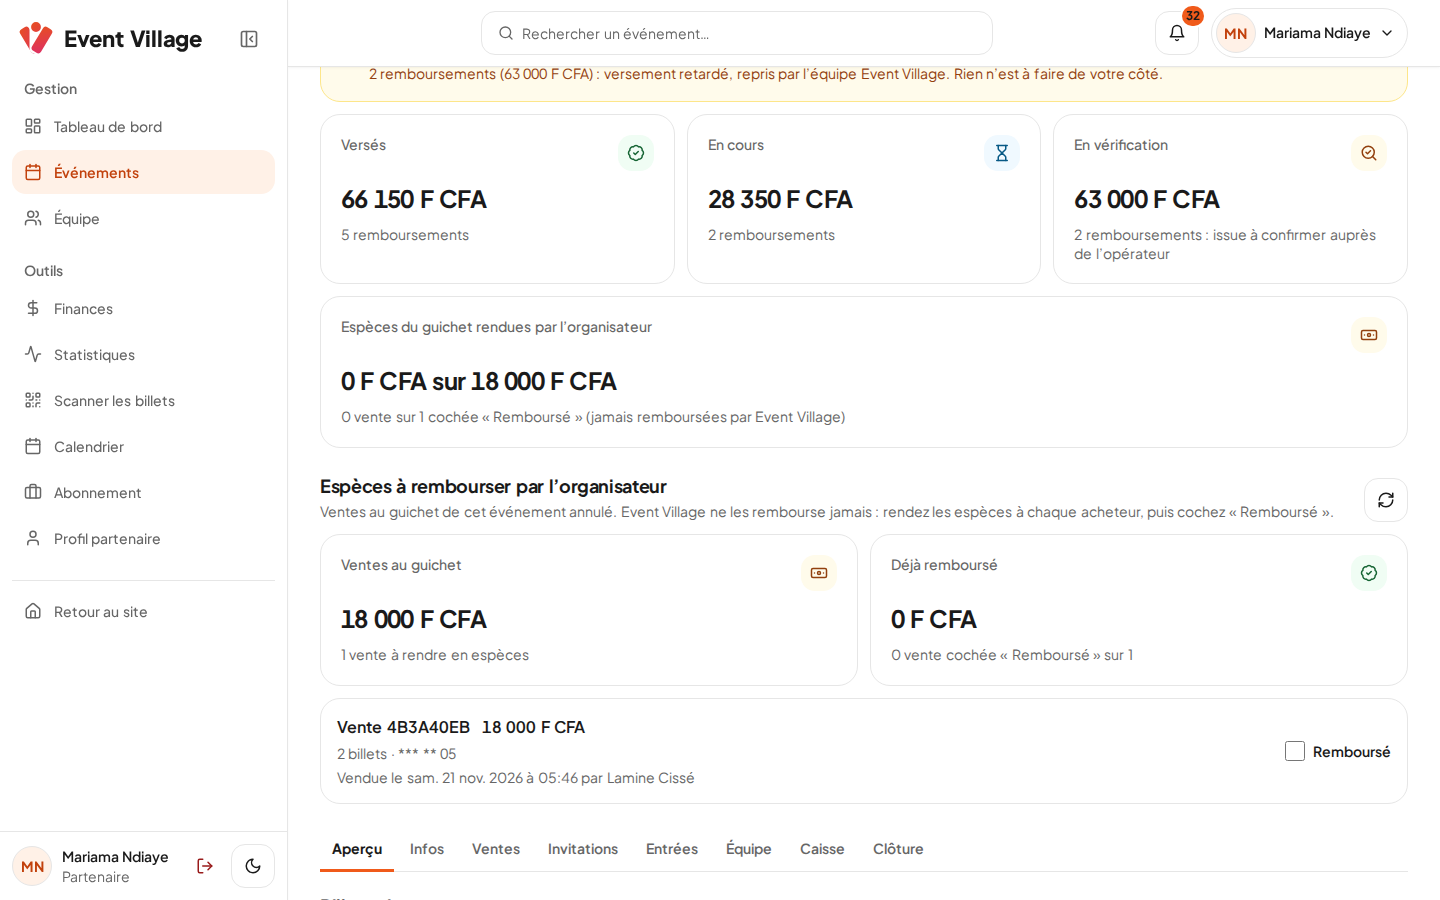 Event Village
Rechercher un événement…
32
MN Mariama Ndiaye
Gestion
Tableau de bord
Événements
Équipe
Outils
Finances
Statistiques
Scanner les billets
Calendrier
Abonnement
Profil partenaire
Retour au site
MN Mariama Ndiaye
Partenaire
2 remboursements (63 000 F CFA) : versement retardé, repris par l’équipe Event Village. Rien n’est à faire de votre côté.
Versés
66 150 F CFA
5 remboursements
En cours
28 350 F CFA
2 remboursements
En vérification
63 000 F CFA
2 remboursements : issue à confirmer auprès
de l’opérateur
Espèces du guichet rendues par l’organisateur
0 F CFA sur 18 000 F CFA
0 vente sur 1 cochée « Remboursé » (jamais remboursées par Event Village)
Espèces à rembourser par l’organisateur
Ventes au guichet de cet événement annulé. Event Village ne les rembourse jamais : rendez les espèces à chaque acheteur, puis cochez « Remboursé ».
Ventes au guichet
18 000 F CFA
1 vente à rendre en espèces
Déjà remboursé
0 F CFA
0 vente cochée « Remboursé » sur 1
Vente 4B3A40EB 18 000 F CFA
2 billets · *** ** 05
Vendue le sam. 21 nov. 2026 à 05:46 par Lamine Cissé
Remboursé
Aperçu Infos Ventes Invitations Entrées Équipe Caisse Clôture